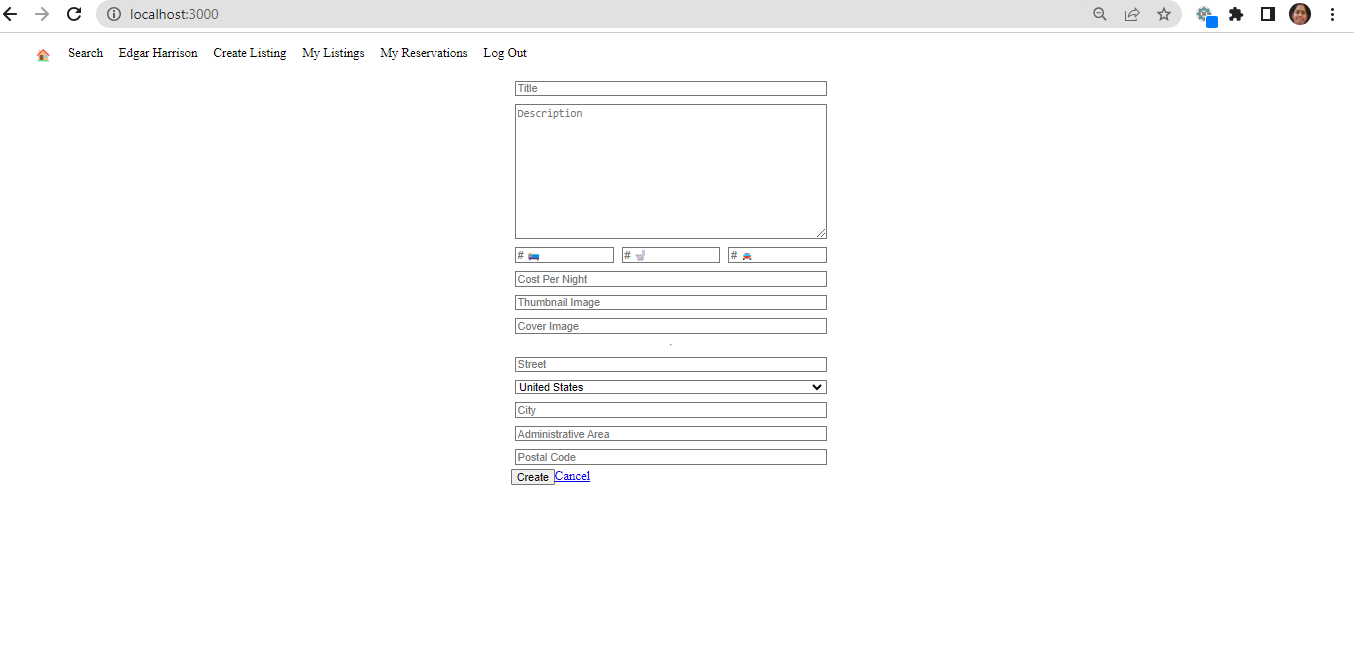 localhost:3000
Search Edgar Harrison Create Listing My Listings My Reservations Log Out
Title
Description
# # #
Cost Per Night
Thumbnail Image
Cover Image
Street
United States
City
Administrative Area
Postal Code
Create Cancel